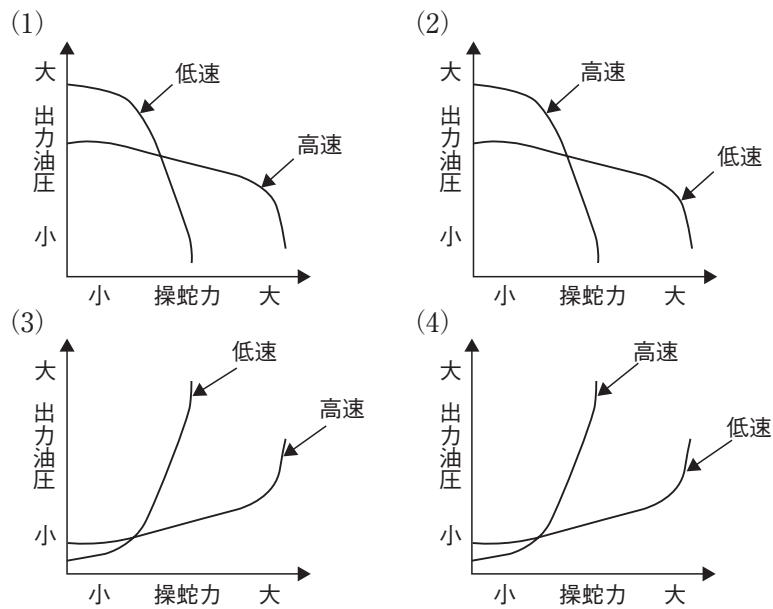 (1)
大
出力油圧
小
低速
高速
小 操蛇力 大
(2)
大
出力油圧
小
高速
低速
小 操蛇力 大
(3)
大
出力油圧
小
低速
高速
小 操蛇力 大
(4)
大
出力油圧
小
高速
低速
小 操蛇力 大